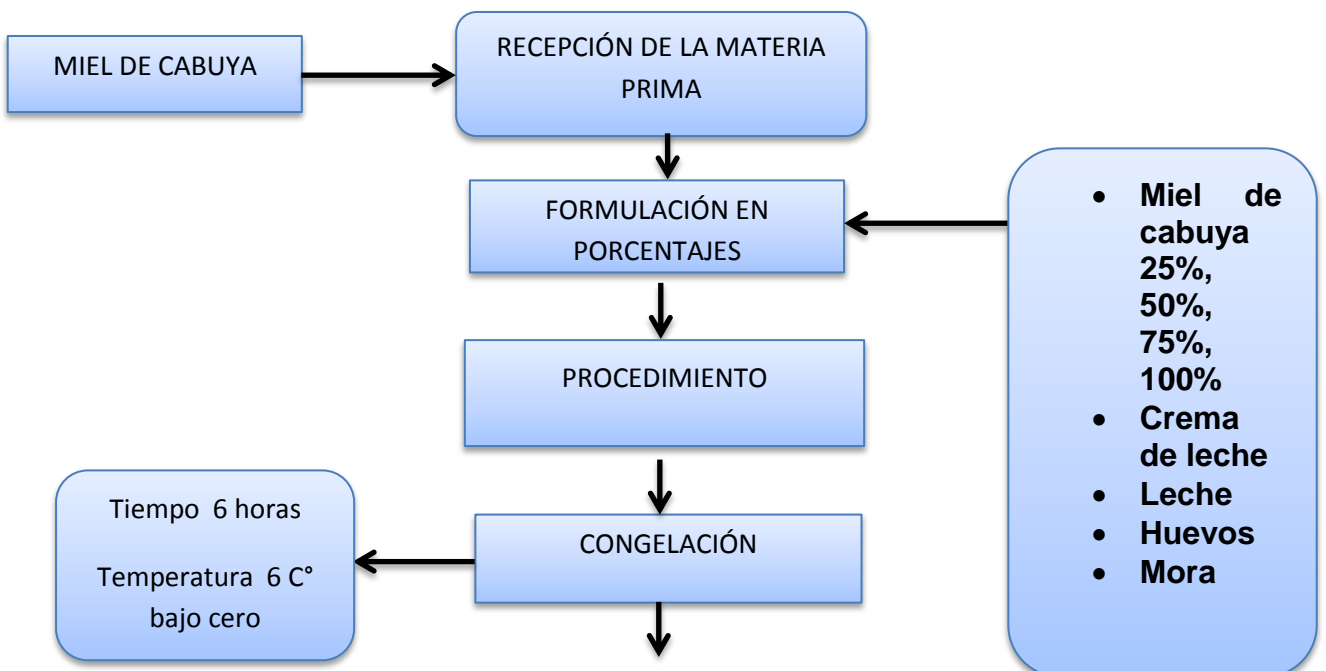 MIEL DE CABUYA
RECEPCIÓN DE LA MATERIA
PRIMA
FORMULACIÓN EN
PORCENTAJES
• Miel de
cabuya
25%,
50%,
75%,
100%
• Crema
de leche
• Leche
• Huevos
• Mora
PROCEDIMIENTO
CONGELACIÓN
Tiempo 6 horas
Temperatura 6 C°
bajo cero